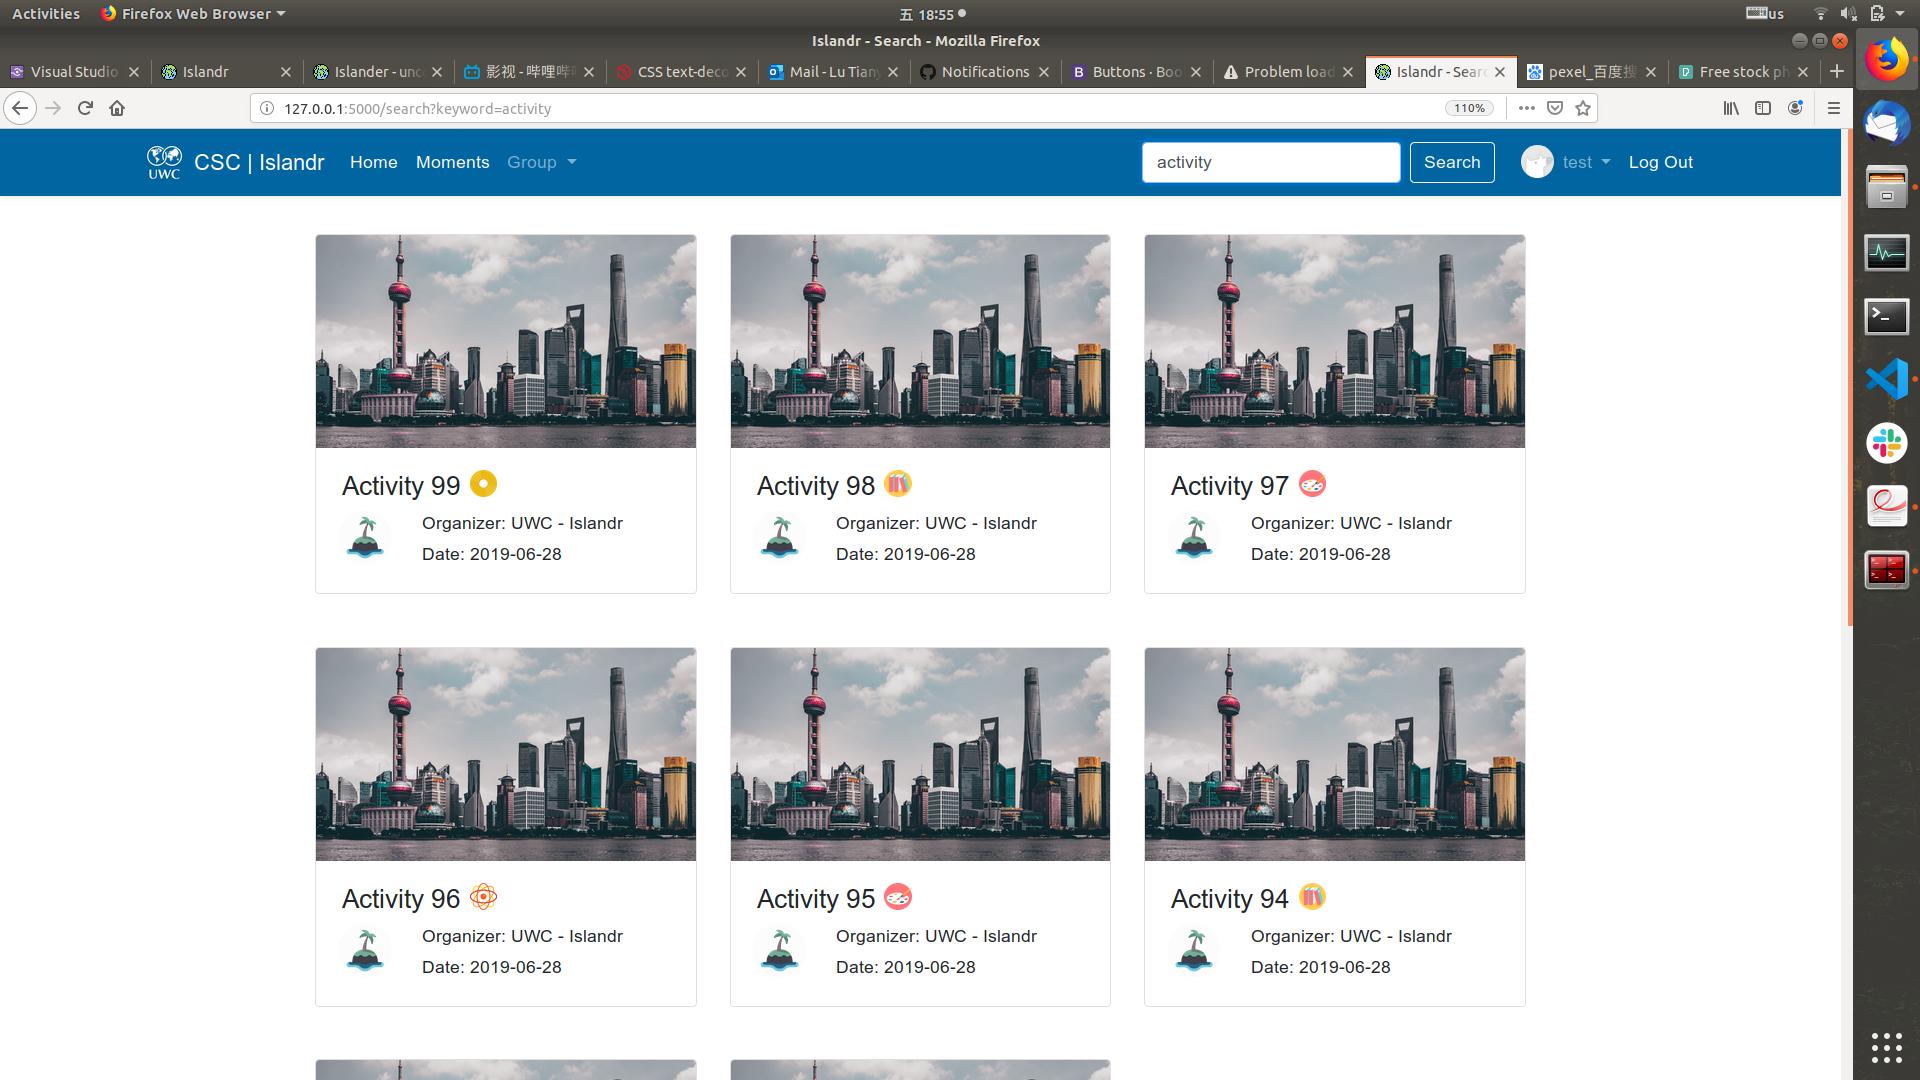 Activities Firefox Web Browser 五 18:55 us
Islandr - Search - Mozilla Firefox
Visual Studio Islandr Islander - unc 影视 - 哔哩哔哩 CSS text-deco Mail - Lu Tiany Notifications Buttons · Boo Problem load Islandr - Searc pexel_百度搜 Free stock ph
127.0.0.1:5000/search?keyword=activity 110%
UWC CSC | Islandr Home Moments Group activity Search test Log Out
Activity 99 Activity 98 Activity 97
Organizer: UWC - Islandr Organizer: UWC - Islandr Organizer: UWC - Islandr
Date: 2019-06-28 Date: 2019-06-28 Date: 2019-06-28
Activity 96 Activity 95 Activity 94
Organizer: UWC - Islandr Organizer: UWC - Islandr Organizer: UWC - Islandr
Date: 2019-06-28 Date: 2019-06-28 Date: 2019-06-28